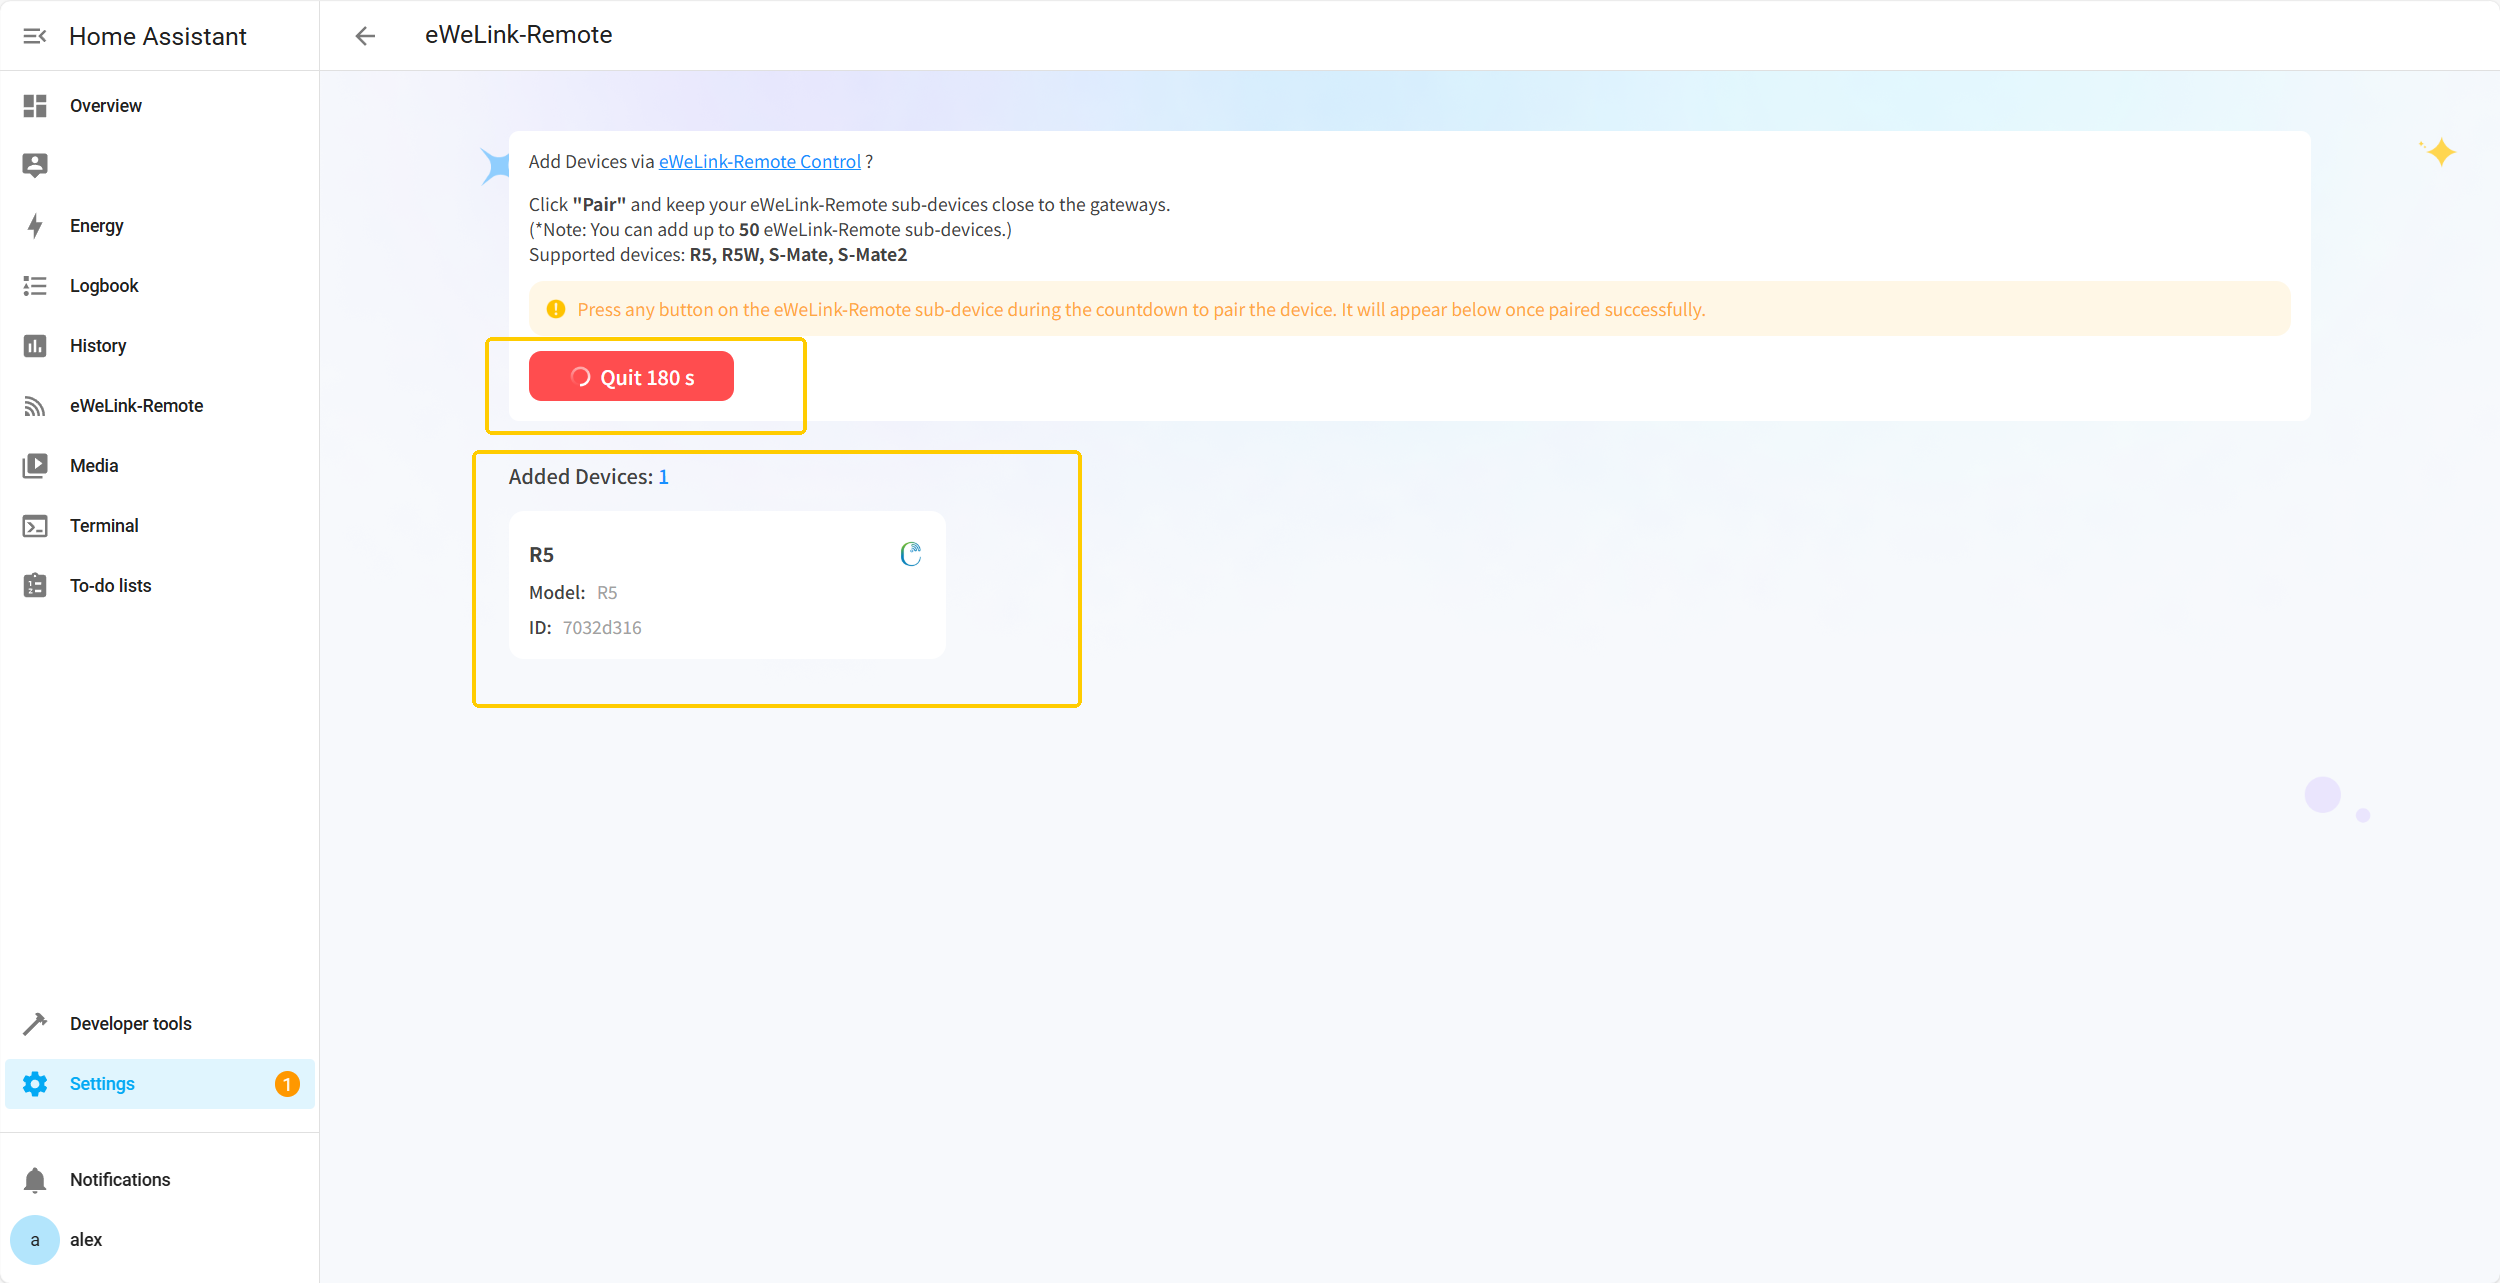 Home Assistant
eWeLink-Remote
Overview
Energy
Logbook
History
eWeLink-Remote
Media
Terminal
To-do lists
Developer tools
Settings
1
Notifications
a
alex
Add Devices via eWeLink-Remote Control ?
Click "Pair" and keep your eWeLink-Remote sub-devices close to the gateways.
(*Note: You can add up to 50 eWeLink-Remote sub-devices.)
Supported devices: R5, R5W, S-Mate, S-Mate2
Press any button on the eWeLink-Remote sub-device during the countdown to pair the device. It will appear below once paired successfully.
Quit 180 s
Added Devices: 1
R5
Model: R5
ID: 7032d316